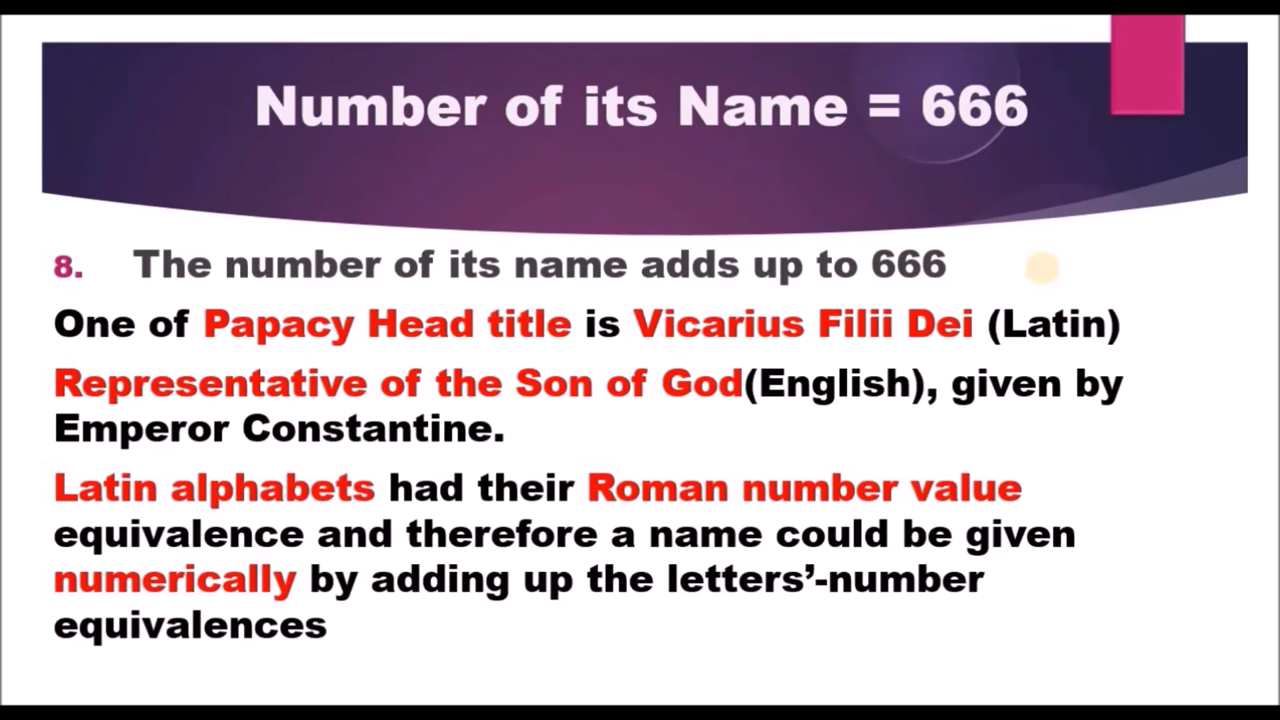 Number of its Name = 666
8. The number of its name adds up to 666
One of Papacy Head title is Vicarius Filii Dei (Latin)
Representative of the Son of God(English), given by
Emperor Constantine.
Latin alphabets had their Roman number value
equivalence and therefore a name could be given
numerically by adding up the letters’-number
equivalences